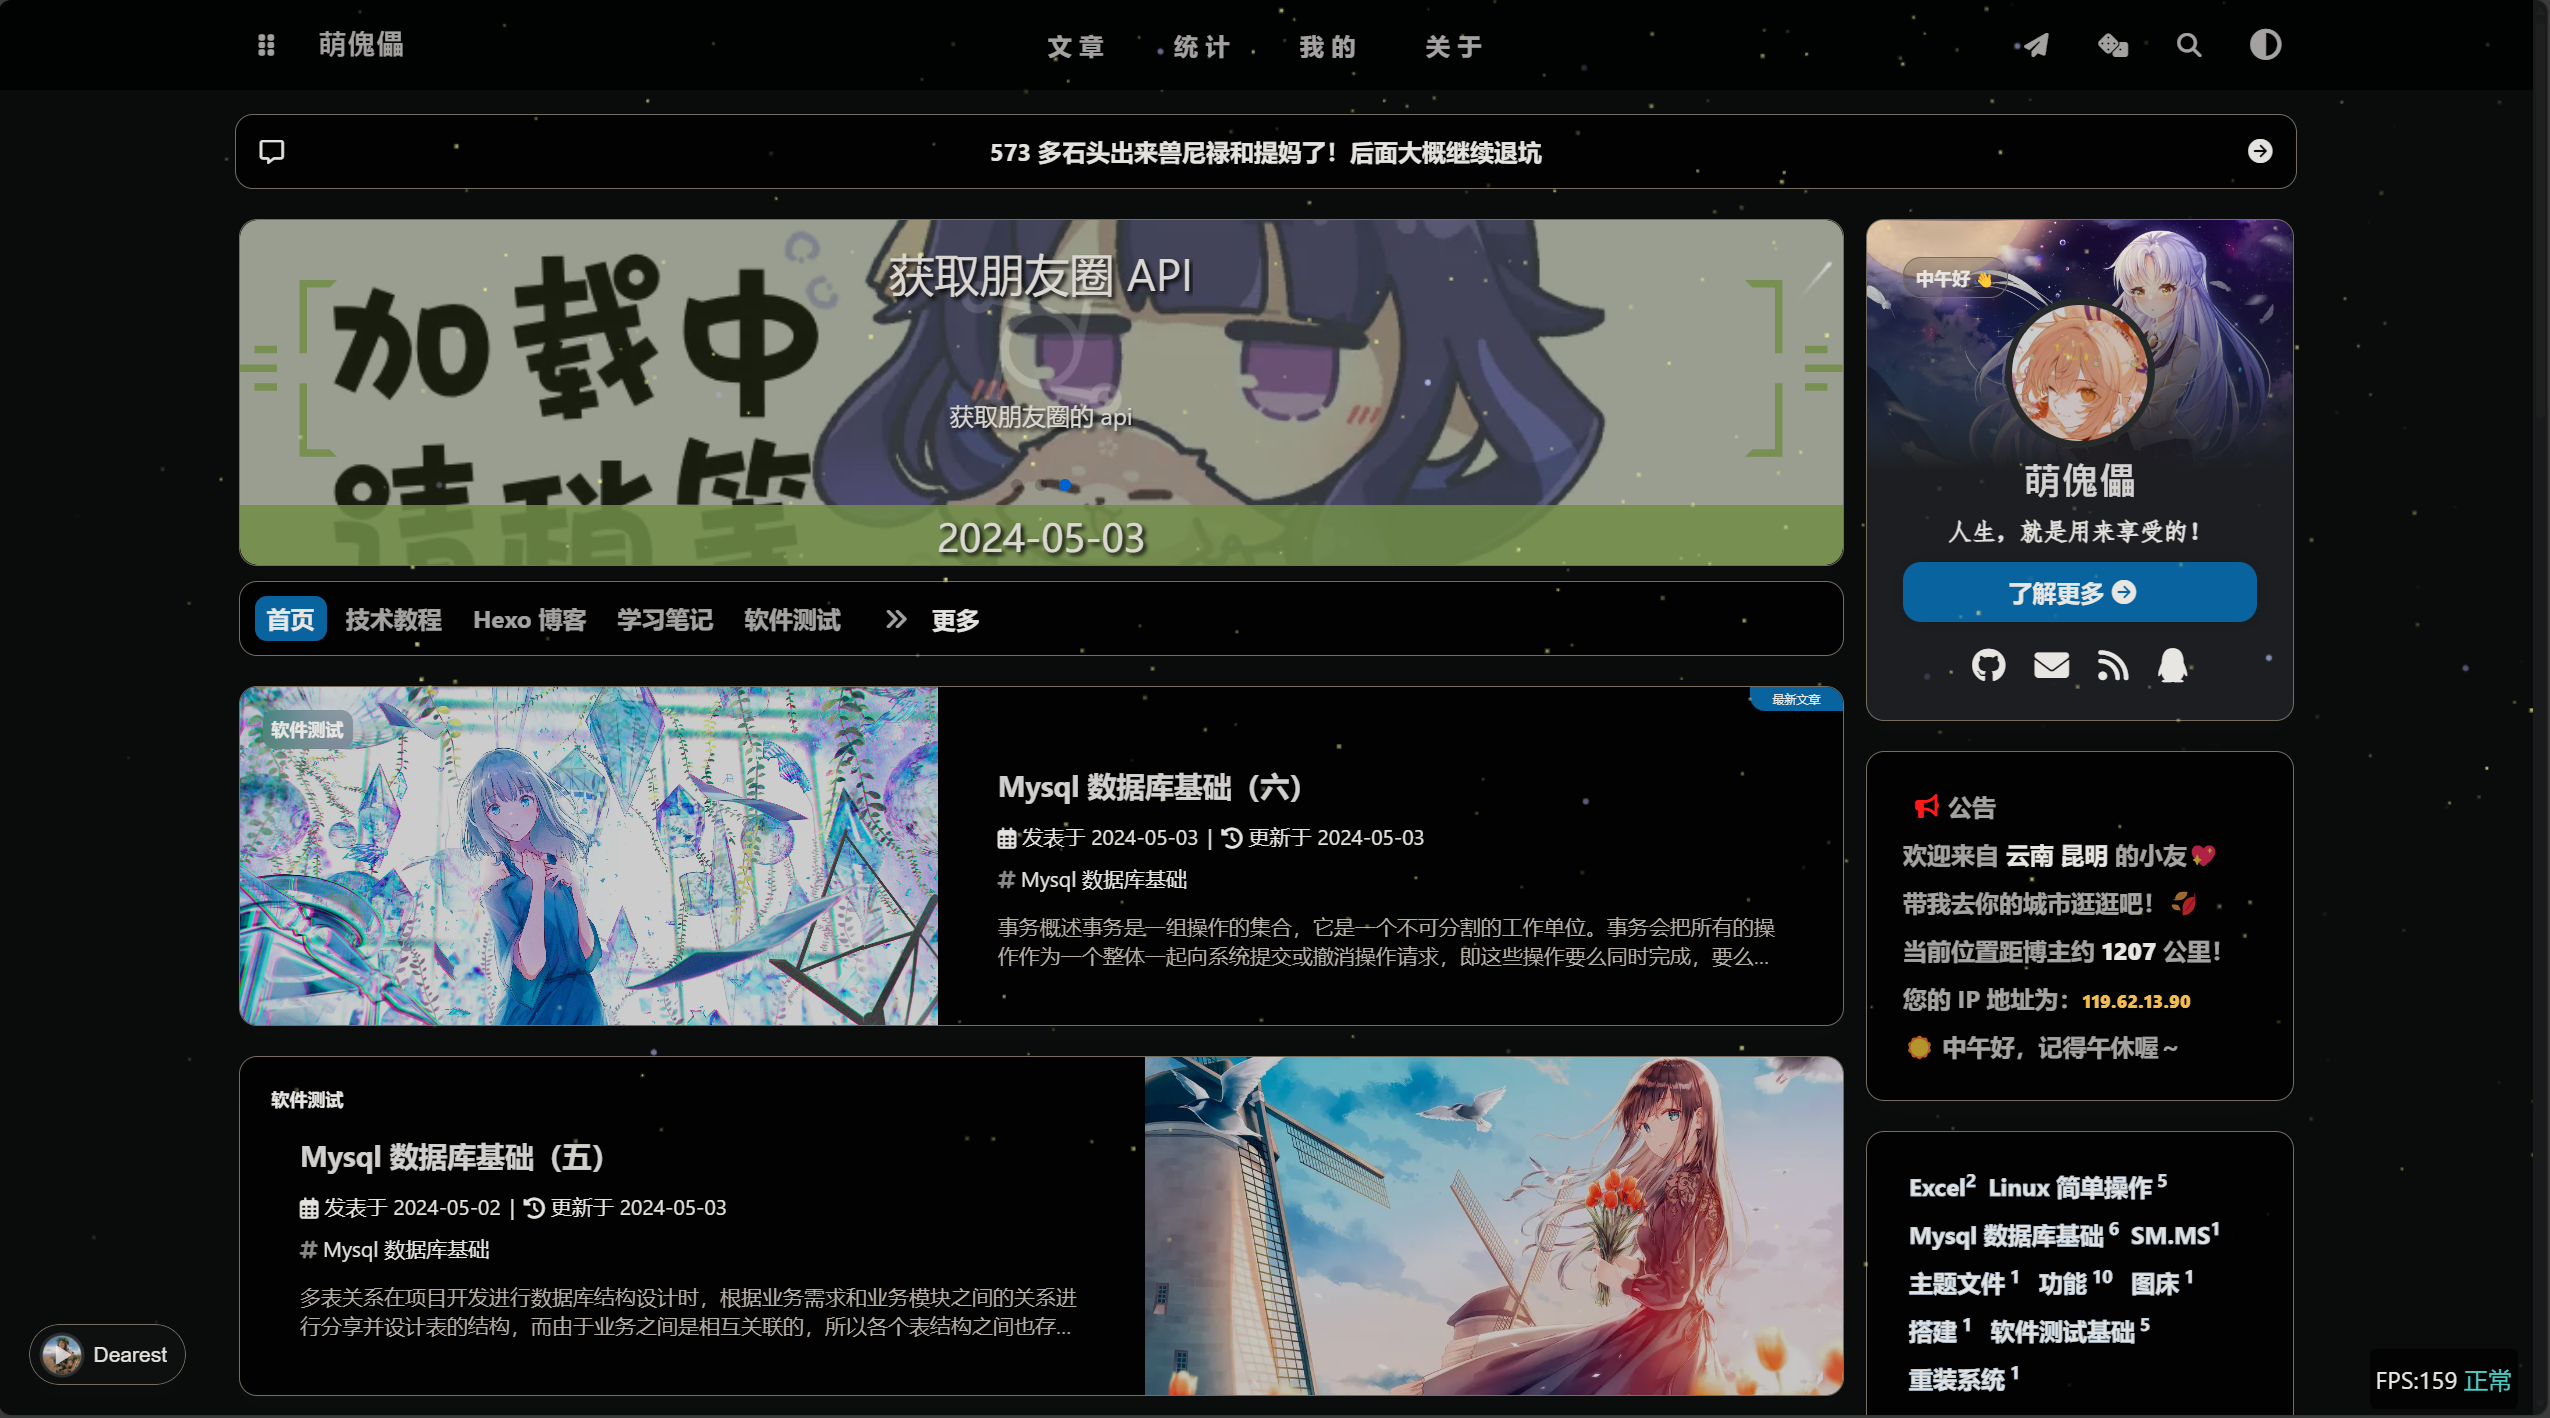 萌傀儡
文章 统计 我的 关于
573 多石头出来兽尼禄和提妈了！后面大概继续退坑
加载中
获取朋友圈 API
获取朋友圈的 api
请稍等
2024-05-03
中午好👋
萌傀儡
人生，就是用来享受的！
了解更多
首页 技术教程 Hexo 博客 学习笔记 软件测试 更多
软件测试
最新文章
Mysql 数据库基础（六）
发表于 2024-05-03 | 更新于 2024-05-03
# Mysql 数据库基础
事务概述事务是一组操作的集合，它是一个不可分割的工作单位。事务会把所有的操
作作为一个整体一起向系统提交或撤消操作请求，即这些操作要么同时完成，要么...
软件测试
Mysql 数据库基础（五）
发表于 2024-05-02 | 更新于 2024-05-03
# Mysql 数据库基础
多表关系在项目开发进行数据库结构设计时，根据业务需求和业务模块之间的关系进
行分享并设计表的结构，而由于业务之间是相互关联的，所以各个表结构之间也存...
公告
欢迎来自 云南 昆明 的小友💖
带我去你的城市逛逛吧！🍂
当前位置距博主约 1207 公里！
您的 IP 地址为：119.62.13.90
中午好，记得午休喔～
Excel2 Linux 简单操作 5
Mysql 数据库基础 6 SM.MS1
主题文件 1 功能 10 图床 1
搭建 1 软件测试基础 5
重装系统 1
Dearest
FPS:159 正常